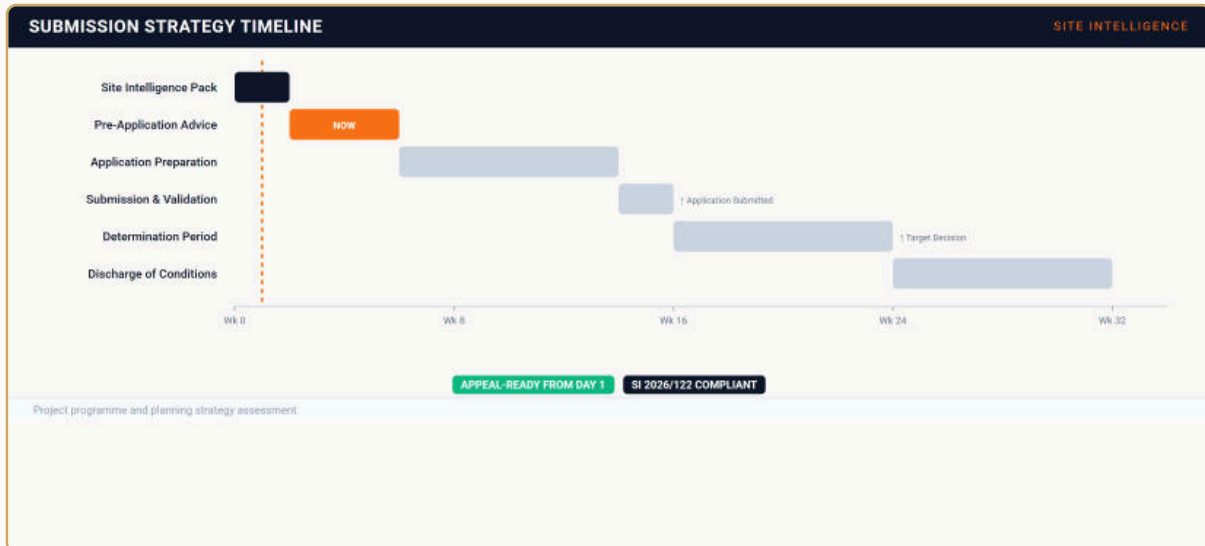 SUBMISSION STRATEGY TIMELINE
SITE INTELLIGENCE
Site Intelligence Pack
Pre-Application Advice
NOW
Application Preparation
Submission & Validation
↑ Application Submitted
Determination Period
↑ Target Decision
Discharge of Conditions
Wk 0
Wk 8
Wk 16
Wk 24
Wk 32
APPEAL-READY FROM DAY 1
SI 2026/122 COMPLIANT
Project programme and planning strategy assessment